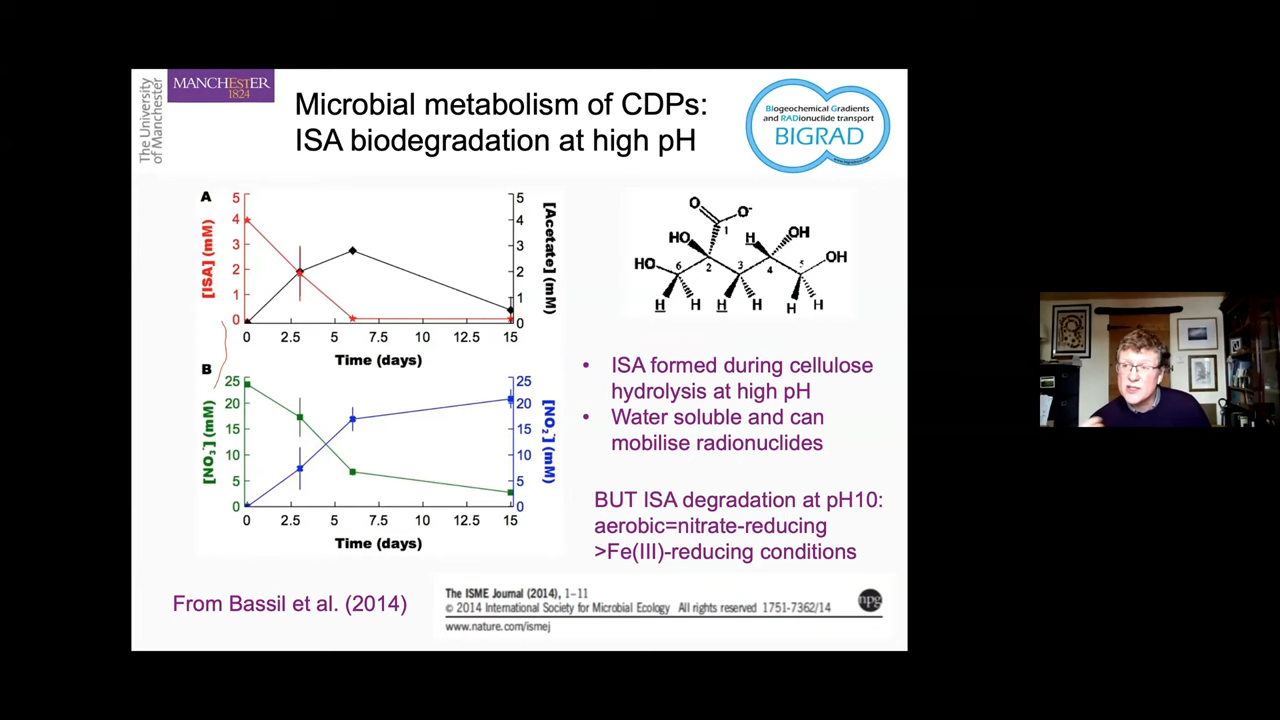 The University
of Manchester
MANCHESTER
1824
Microbial metabolism of CDPs:
ISA biodegradation at high pH
BIogeochemical Gradients
and RADionuclide transport
BIGRAD
A
[ISA] (mM)
5
4
3
2
1
0
5
4
3
2
1
0
[Acetate] (mM)
0 2.5 5 7.5 10 12.5 15
Time (days)
B
[NO3-] (mM)
25
20
15
10
5
0
25
20
15
10
5
0
[NO2-] (mM)
0 2.5 5 7.5 10 12.5 15
Time (days)
O
O-
1
HO
H
OH
HO
6
2
3
4
5
OH
H H H H H H
• ISA formed during cellulose
hydrolysis at high pH
• Water soluble and can
mobilise radionuclides
BUT ISA degradation at pH10:
aerobic=nitrate-reducing
>Fe(III)-reducing conditions
From Bassil et al. (2014)
The ISME Journal (2014), 1–11
© 2014 International Society for Microbial Ecology All rights reserved 1751-7362/14
www.nature.com/ismej
npg